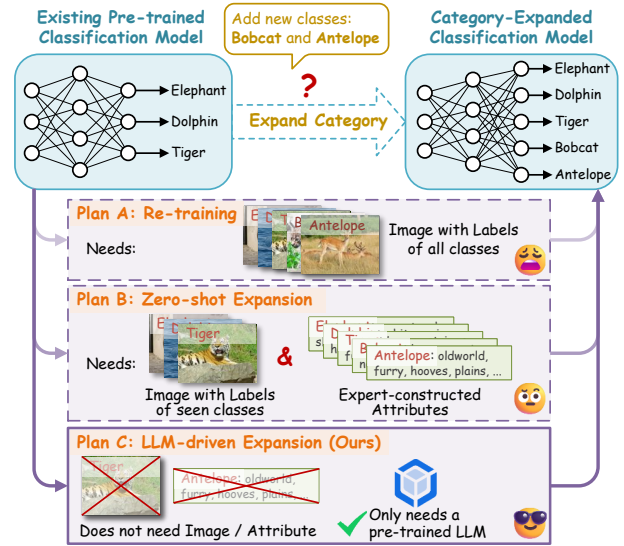 Existing Pre-trained
Classification Model
Add new classes:
Bobcat and Antelope
Category-Expanded
Classification Model
Elephant
Dolphin
Tiger
?
Expand Category
Elephant
Dolphin
Tiger
Bobcat
Antelope
Plan A: Re-training
Needs:
E
D
T
B
Antelope
Image with Labels
of all classes
Plan B: Zero-shot Expansion
Needs:
E
D
Tiger
&
Antelope: oldworld,
furry, hooves, plains, ...
Image with Labels
of seen classes
Expert-constructed
Attributes
Plan C: LLM-driven Expansion (Ours)
Tiger
Antelope: oldworld,
furry, hooves, plains, ...
Does not need Image / Attribute
Only needs a
pre-trained LLM